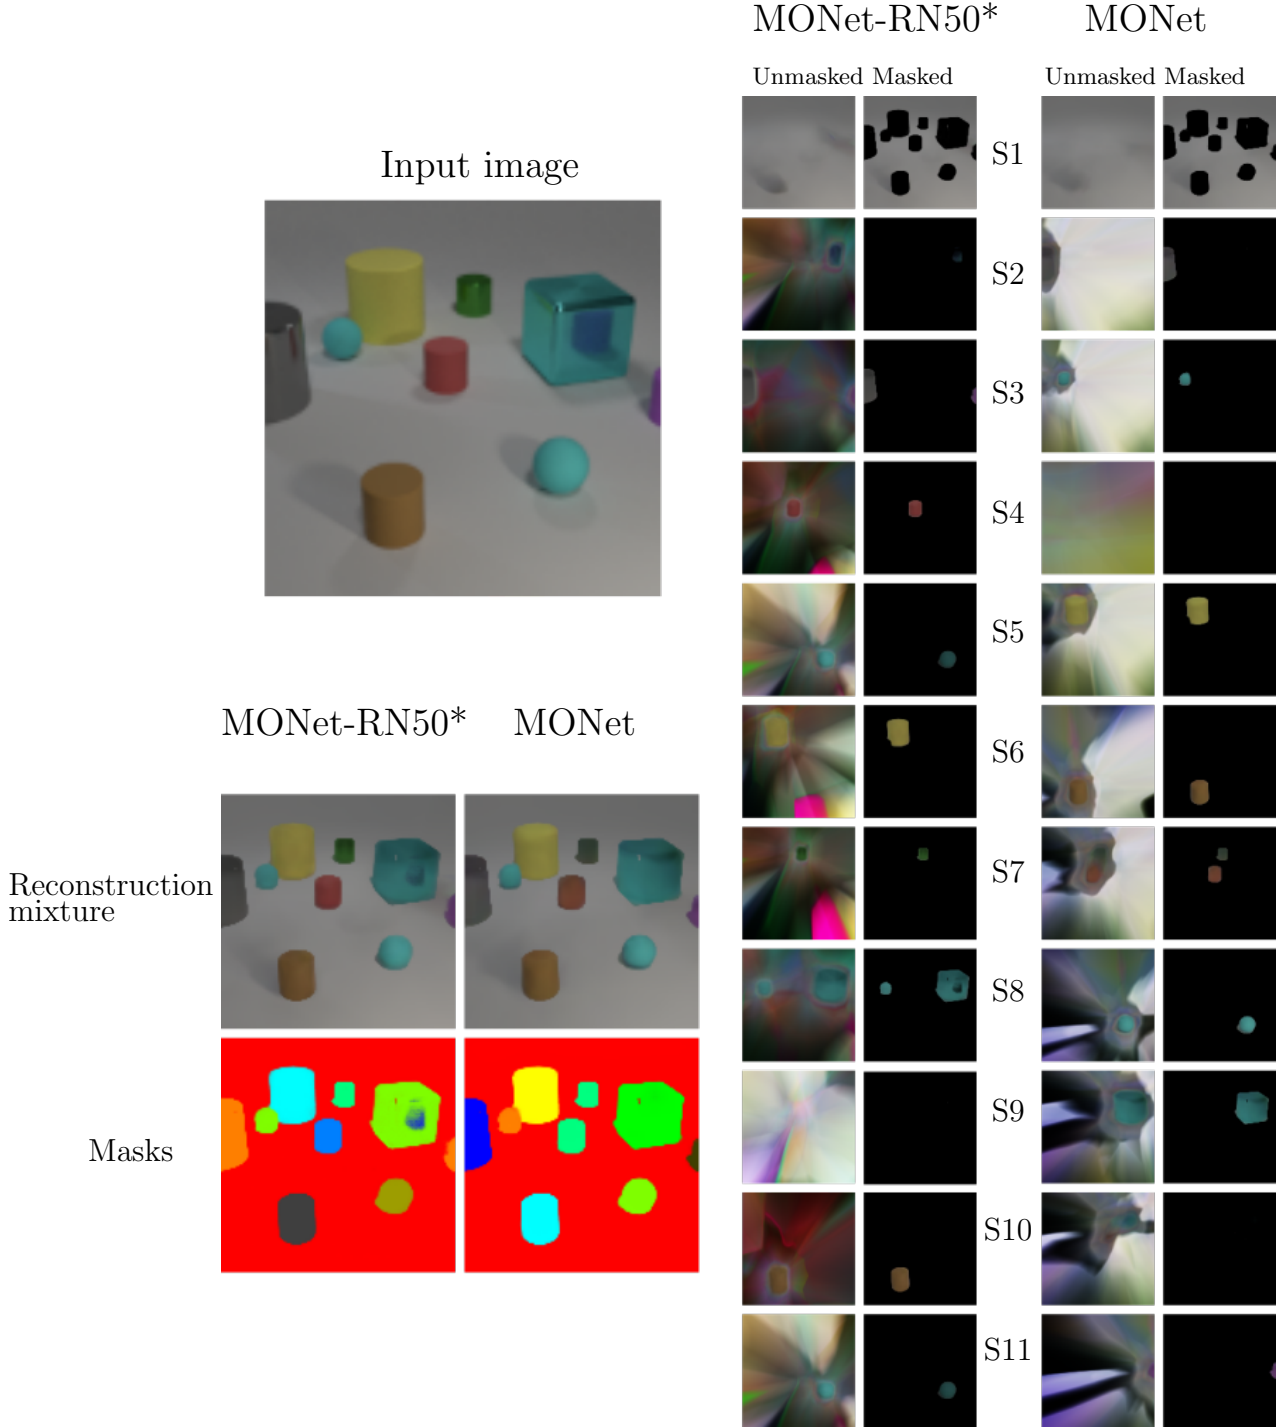 MONet-RN50* MONet
Unmasked Masked Unmasked Masked
Input image
S1
S2
S3
S4
S5
S6
S7
S8
S9
S10
S11
MONet-RN50* MONet
Reconstruction
mixture
Masks